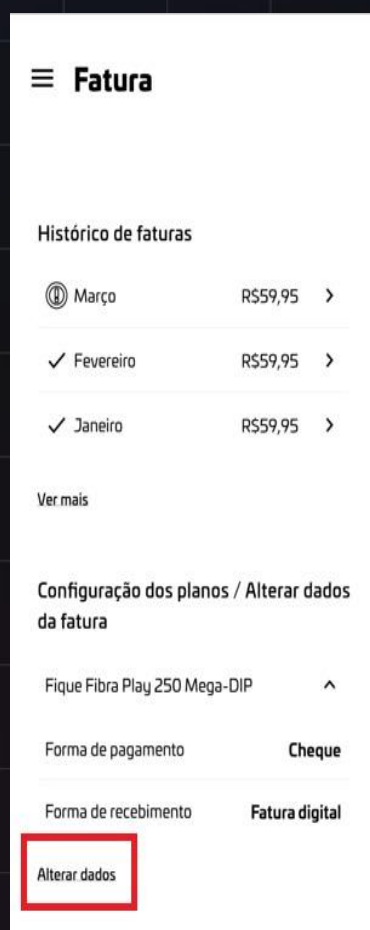 Fatura
Histórico de faturas
Março R$59,95
Fevereiro R$59,95
Janeiro R$59,95
Ver mais
Configuração dos planos / Alterar dados
da fatura
Fique Fibra Play 250 Mega-DIP
Forma de pagamento Cheque
Forma de recebimento Fatura digital
Alterar dados